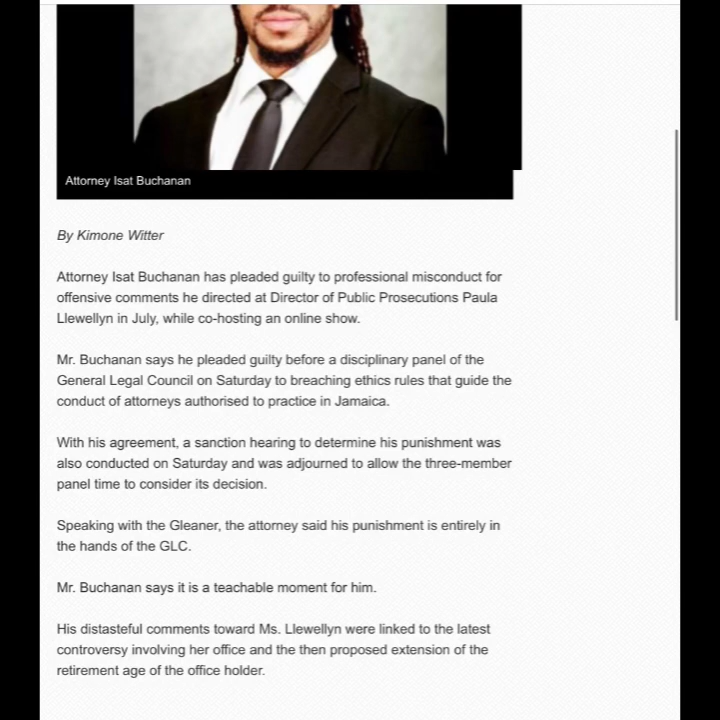 Attorney Isat Buchanan
By Kimone Witter
Attorney Isat Buchanan has pleaded guilty to professional misconduct for
offensive comments he directed at Director of Public Prosecutions Paula
Llewellyn in July, while co-hosting an online show.
Mr. Buchanan says he pleaded guilty before a disciplinary panel of the
General Legal Council on Saturday to breaching ethics rules that guide the
conduct of attorneys authorised to practice in Jamaica.
With his agreement, a sanction hearing to determine his punishment was
also conducted on Saturday and was adjourned to allow the three-member
panel time to consider its decision.
Speaking with the Gleaner, the attorney said his punishment is entirely in
the hands of the GLC.
Mr. Buchanan says it is a teachable moment for him.
His distasteful comments toward Ms. Llewellyn were linked to the latest
controversy involving her office and the then proposed extension of the
retirement age of the office holder.